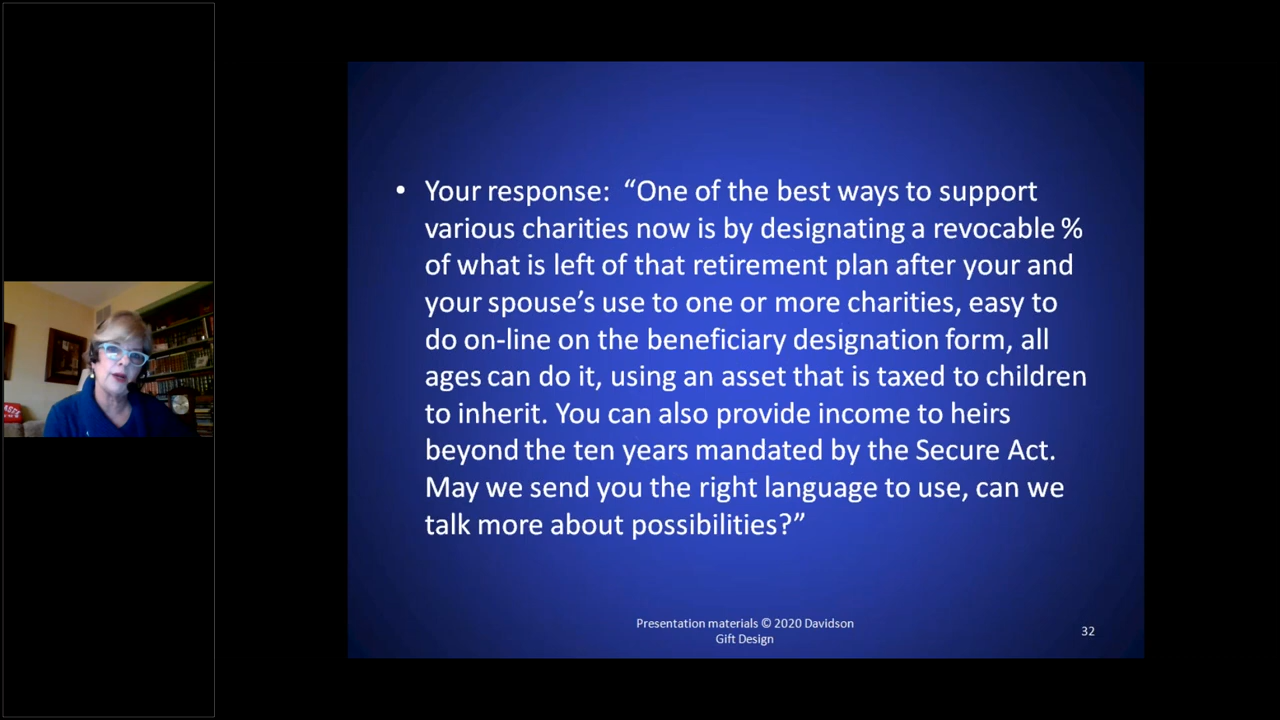 • Your response: “One of the best ways to support
various charities now is by designating a revocable %
of what is left of that retirement plan after your and
your spouse’s use to one or more charities, easy to
do on-line on the beneficiary designation form, all
ages can do it, using an asset that is taxed to children
to inherit. You can also provide income to heirs
beyond the ten years mandated by the Secure Act.
May we send you the right language to use, can we
talk more about possibilities?”
Presentation materials © 2020 Davidson
Gift Design
32